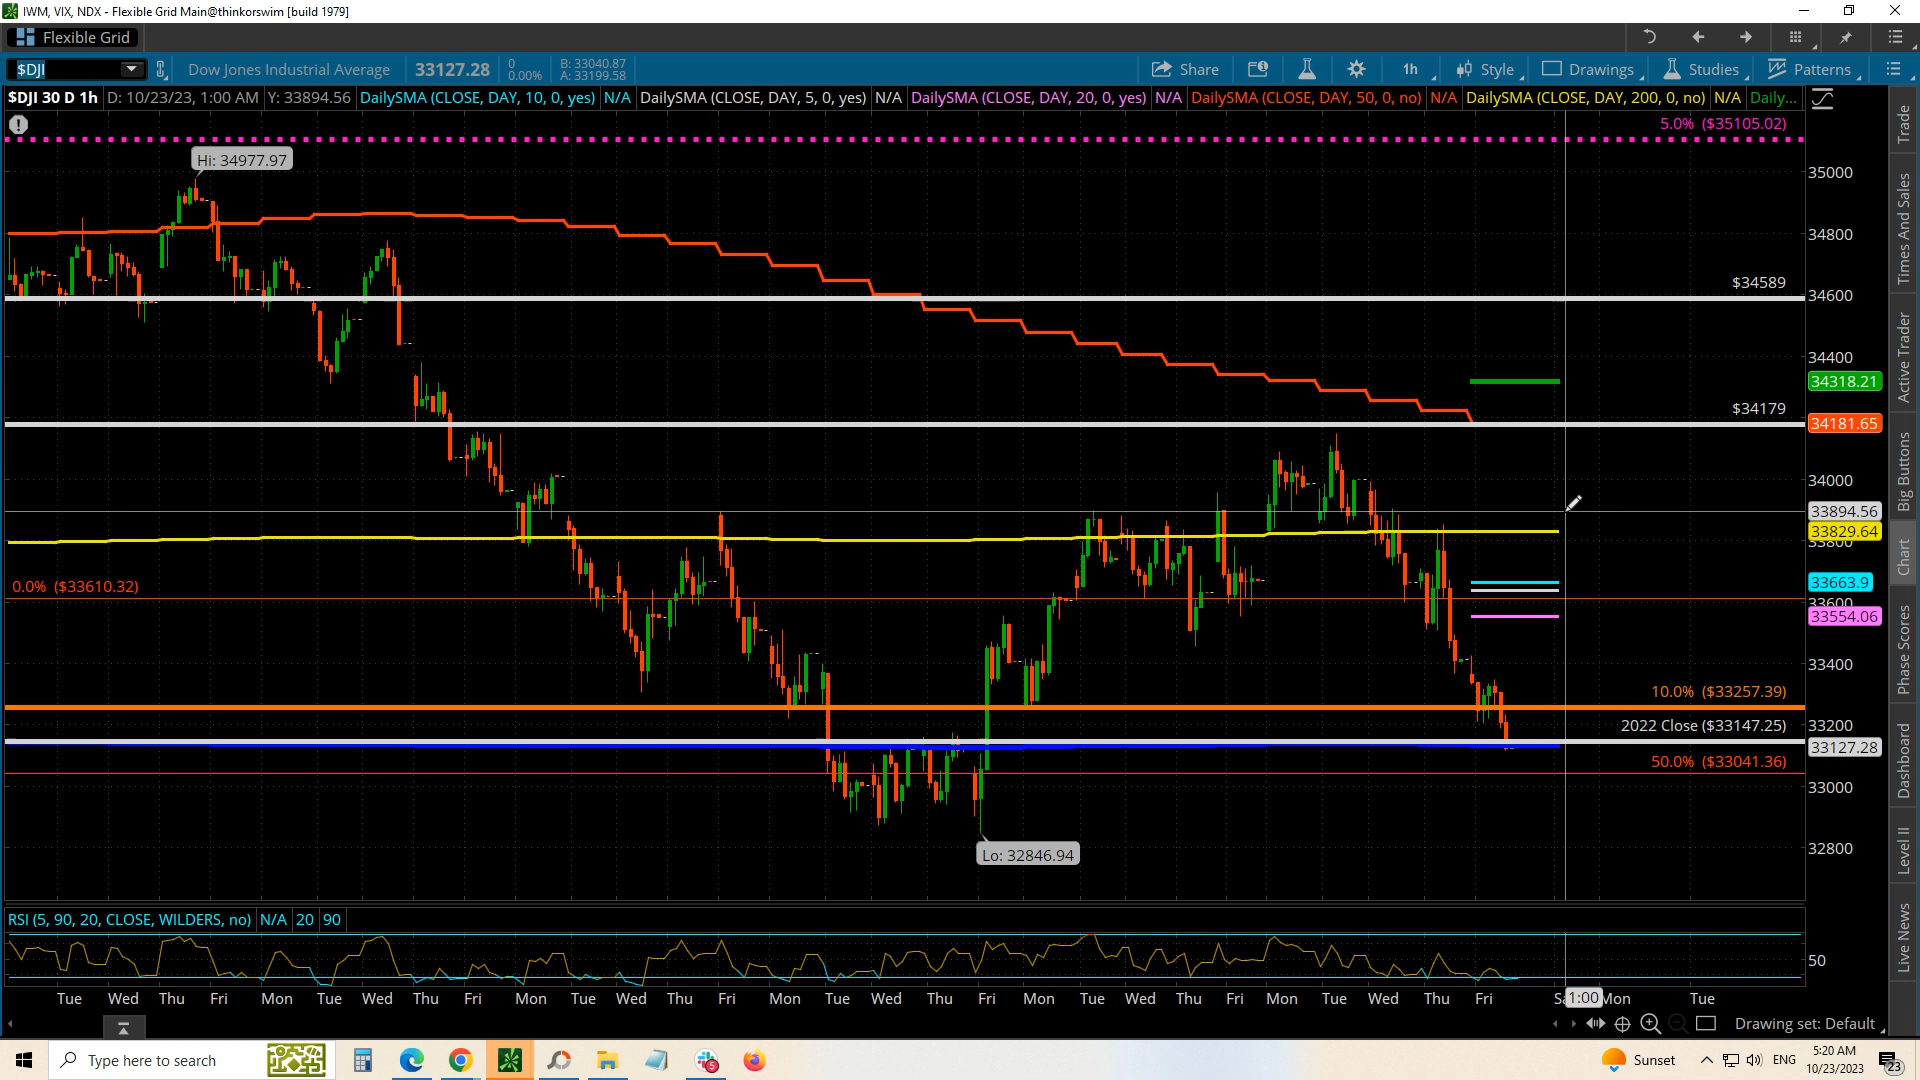 IWM, VIX, NDX - Flexible Grid Main@thinkorswim [build 1979]
Flexible Grid
$DJI Dow Jones Industrial Average 33127.28 0 0.00% B: 33040.87 A: 33199.58 Share 1h Style Drawings Studies Patterns
$DJI 30 D 1h D: 10/23/23, 1:00 AM Y: 33894.56 DailySMA (CLOSE, DAY, 10, 0, yes) N/A DailySMA (CLOSE, DAY, 5, 0, yes) N/A DailySMA (CLOSE, DAY, 20, 0, yes) N/A DailySMA (CLOSE, DAY, 50, 0, no) N/A DailySMA (CLOSE, DAY, 200, 0, no) N/A Daily...
5.0% ($35105.02)
Hi: 34977.97
35000
34800
$34589
34600
34400
34318.21
$34179
34181.65
34000
33894.56
33829.64
33800
33663.9
0.0% ($33610.32)
33600
33554.06
33400
10.0% ($33257.39)
2022 Close ($33147.25)
33200
33127.28
50.0% ($33041.36)
33000
Lo: 32846.94
32800
RSI (5, 90, 20, CLOSE, WILDERS, no) N/A 20 90
50
Tue Wed Thu Fri Mon Tue Wed Thu Fri Mon Tue Wed Thu Fri Mon Tue Wed Thu Fri Mon Tue Wed Thu Fri Mon Tue Wed Thu Fri 1:00 Mon Tue
Drawing set: Default
Trade
Times And Sales
Active Trader
Big Buttons
Chart
Phase Scores
Dashboard
Level II
Live News
Type here to search
5
Sunset
ENG
5:20 AM
10/23/2023
23